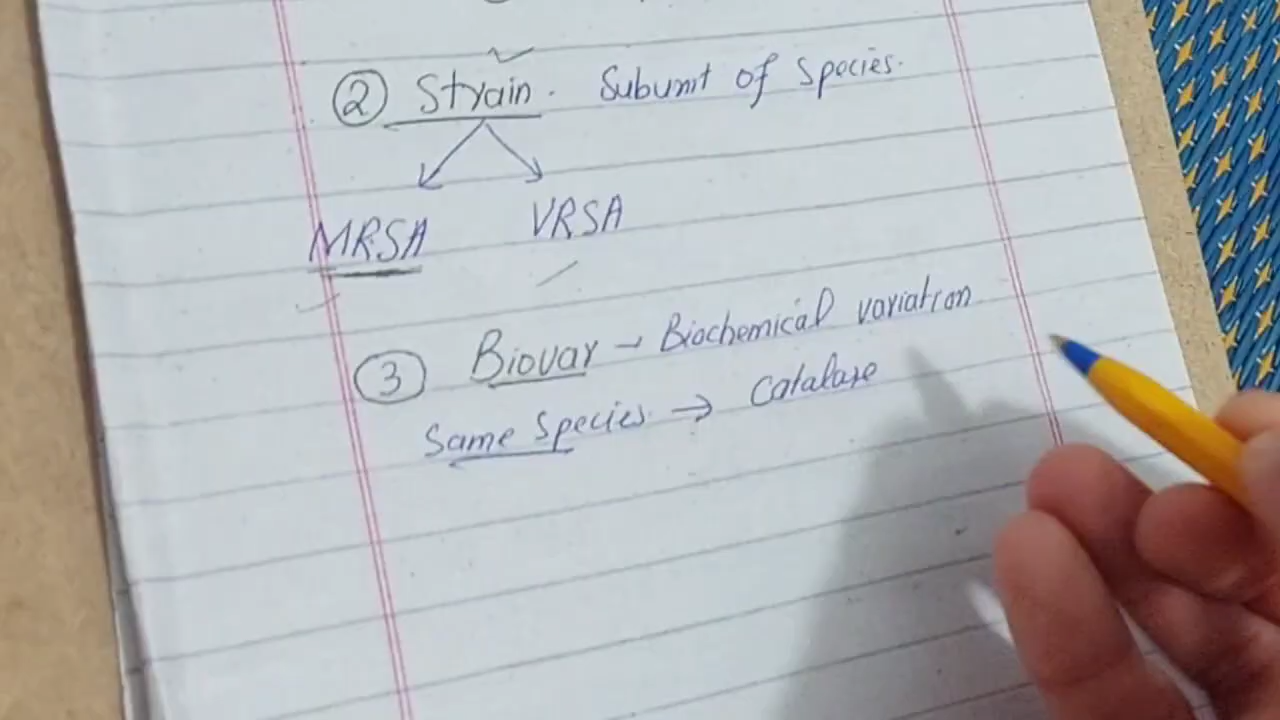 ② Strain. Subunit of Species.
MRSA VRSA
③ Biovar - Biochemical variation
Same Species → Catalase